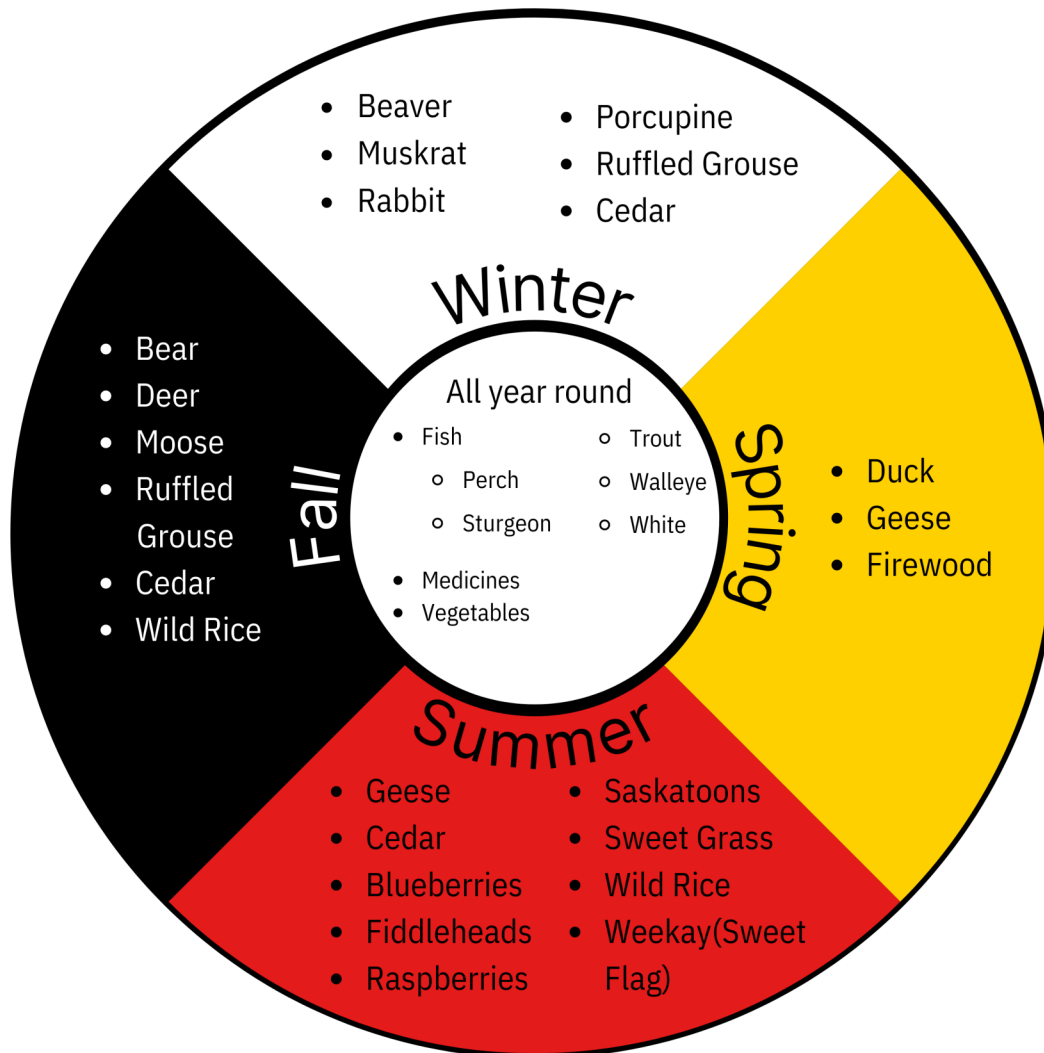 • Beaver
• Muskrat
• Rabbit
• Porcupine
• Ruffled Grouse
• Cedar
Winter
• Bear
• Deer
• Moose
• Ruffled
Grouse
• Cedar
• Wild Rice
Fall
All year round
• Fish
○ Perch
○ Sturgeon
○ Trout
○ Walleye
○ White
• Medicines
• Vegetables
Spring
• Duck
• Geese
• Firewood
Summer
• Geese
• Cedar
• Blueberries
• Fiddleheads
• Raspberries
• Saskatoons
• Sweet Grass
• Wild Rice
• Weekay(Sweet
Flag)